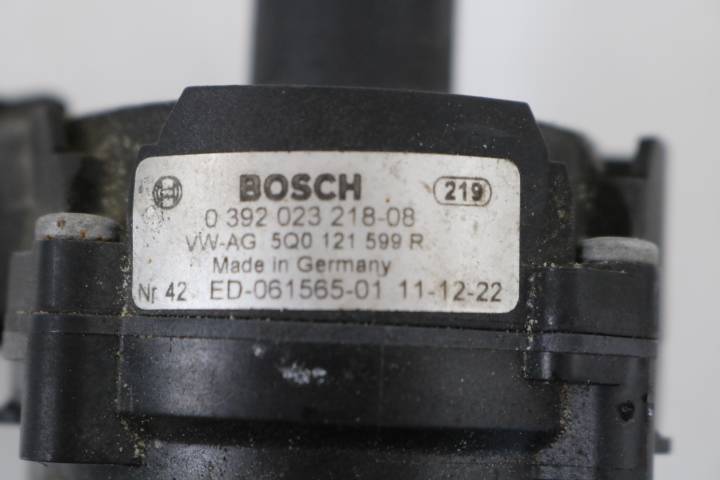 BOSCH 219
0 392 023 218-08
VW-AG 5Q0 121 599 R
Made in Germany
Nr 42 ED-061565-01 11-12-22